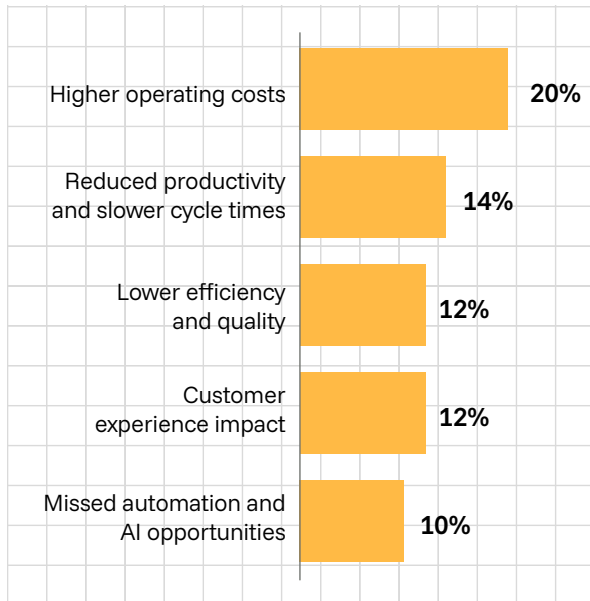 Higher operating costs
20%
Reduced productivity
and slower cycle times
14%
Lower efficiency
and quality
12%
Customer
experience impact
12%
Missed automation and
AI opportunities
10%